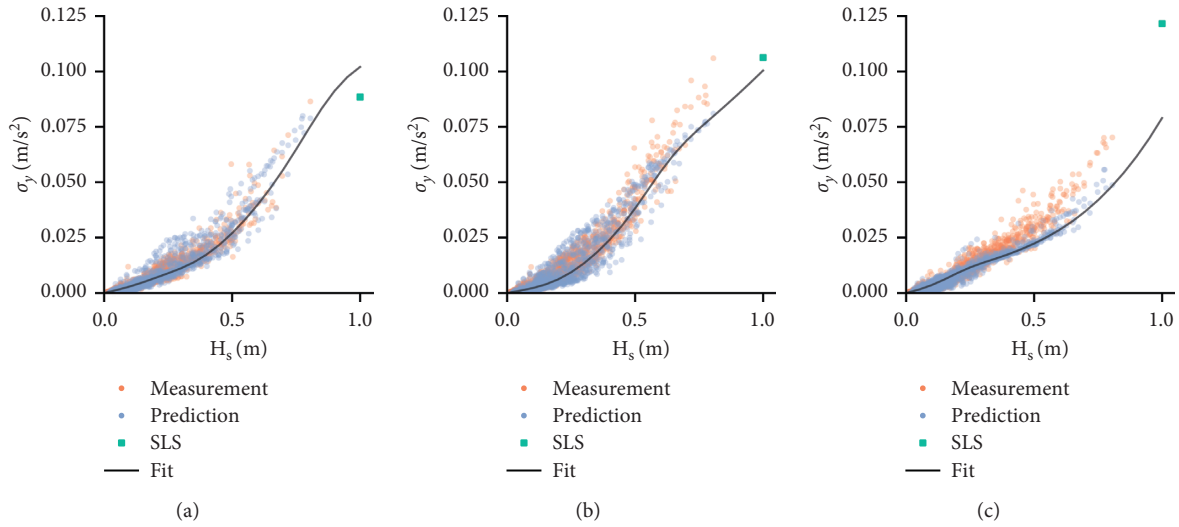 0.125
0.100
0.075
0.050
0.025
0.000
σy (m/s²)
0.0
0.5
1.0
Hs (m)
Measurement
Prediction
SLS
Fit
(a)
0.125
0.100
0.075
0.050
0.025
0.000
σy (m/s²)
0.0
0.5
1.0
Hs (m)
Measurement
Prediction
SLS
Fit
(b)
0.125
0.100
0.075
0.050
0.025
0.000
σy (m/s²)
0.0
0.5
1.0
Hs (m)
Measurement
Prediction
SLS
Fit
(c)